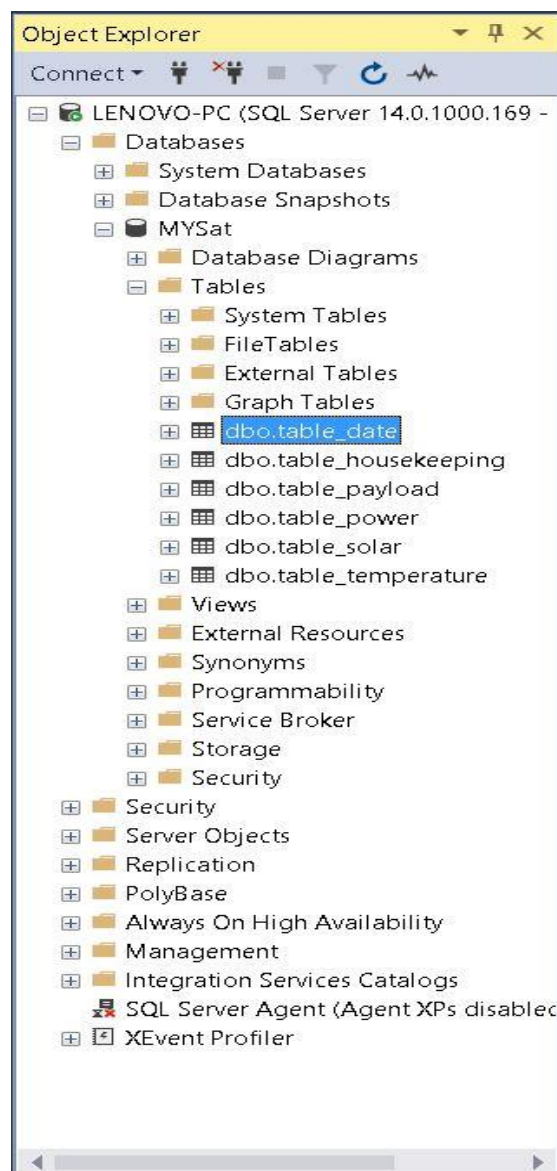 Object Explorer
Connect
LENOVO-PC (SQL Server 14.0.1000.169 -
Databases
System Databases
Database Snapshots
MYSat
Database Diagrams
Tables
System Tables
FileTables
External Tables
Graph Tables
dbo.table_date
dbo.table_housekeeping
dbo.table_payload
dbo.table_power
dbo.table_solar
dbo.table_temperature
Views
External Resources
Synonyms
Programmability
Service Broker
Storage
Security
Security
Server Objects
Replication
PolyBase
Always On High Availability
Management
Integration Services Catalogs
SQL Server Agent (Agent XPs disablec
XEvent Profiler